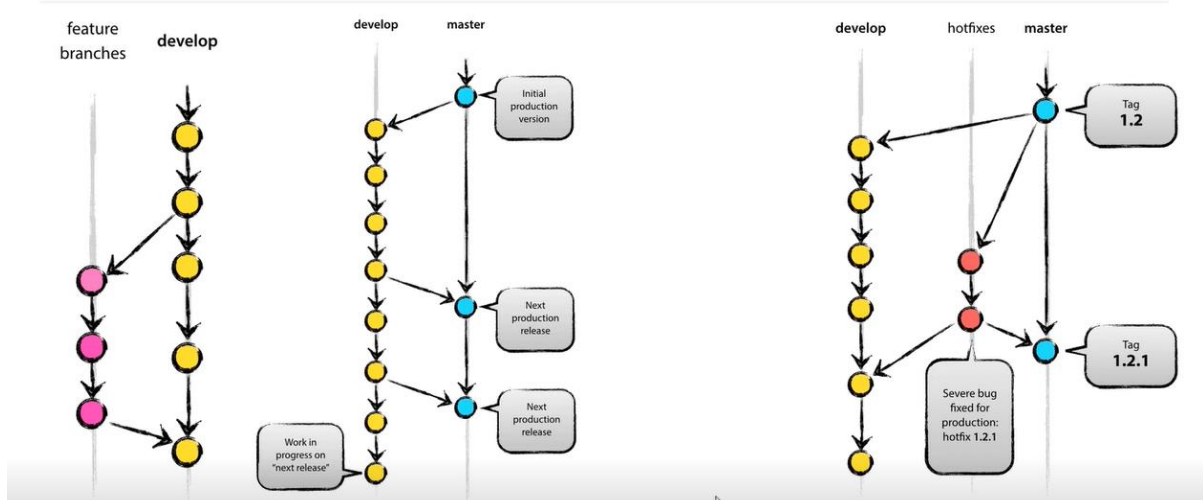 feature
branches
develop
develop
master
Initial
production
version
Next
production
release
Next
production
release
Work in
progress on
"next release"
develop
hotfixes
master
Tag
1.2
Tag
1.2.1
Severe bug
fixed for
production:
hotfix 1.2.1